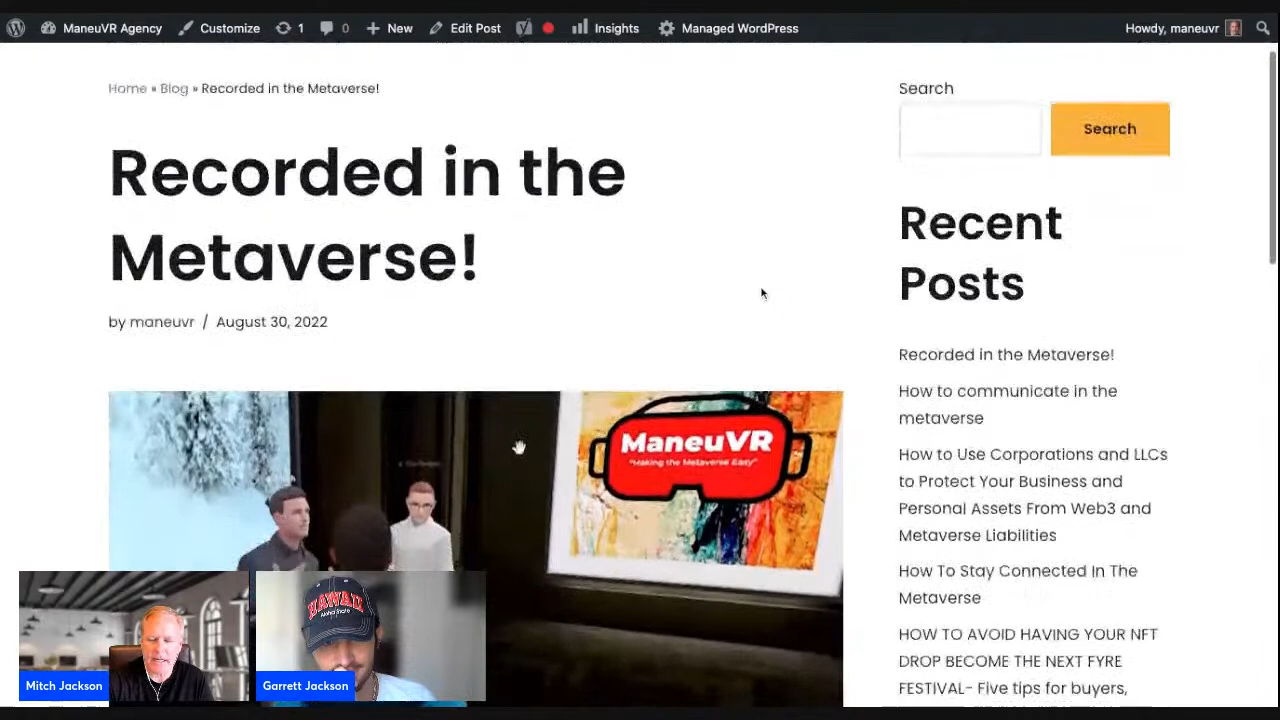 ManeuVR Agency Customize 1 0 New Edit Post Insights Managed WordPress Howdy, maneuvr
Home » Blog » Recorded in the Metaverse!
Recorded in the
Metaverse!
by maneuvr / August 30, 2022
ManeuVR
"Making the Metaverse Easy"
HAWAII
Aloha State
Mitch Jackson
Garrett Jackson
Search
Search
Recent
Posts
Recorded in the Metaverse!
How to communicate in the
metaverse
How to Use Corporations and LLCs
to Protect Your Business and
Personal Assets From Web3 and
Metaverse Liabilities
How To Stay Connected In The
Metaverse
HOW TO AVOID HAVING YOUR NFT
DROP BECOME THE NEXT FYRE
FESTIVAL- Five tips for buyers,